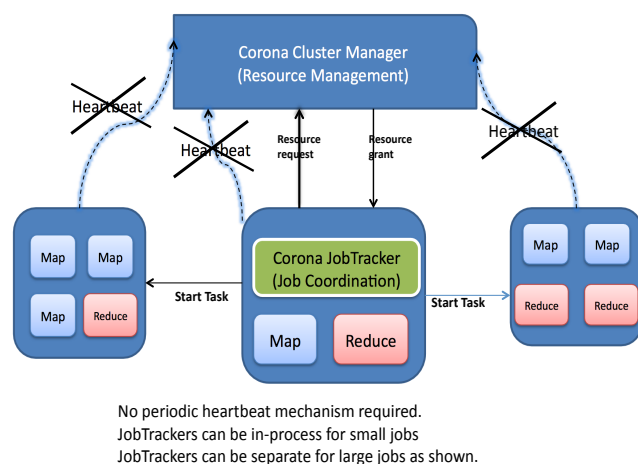 Corona Cluster Manager
(Resource Management)
Heartbeat
Heartbeat
Resource
request
Resource
grant
Heartbeat
Map
Map
Map
Reduce
Start Task
Corona JobTracker
(Job Coordination)
Map
Reduce
Start Task
Map
Map
Reduce
Reduce
No periodic heartbeat mechanism required.
JobTrackers can be in-process for small jobs
JobTrackers can be separate for large jobs as shown.